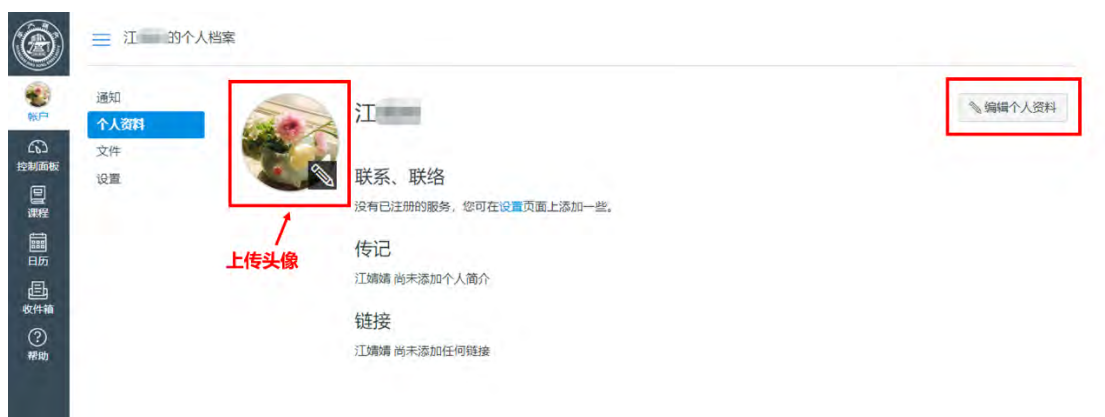 江 的个人档案
帐户
控制面板
课程
日历
收件箱
帮助
通知
个人资料
文件
设置
上传头像
江
编辑个人资料
联系、联络
没有已注册的服务，您可在设置页面上添加一些。
传记
江婧婧 尚未添加个人简介
链接
江婧婧 尚未添加任何链接